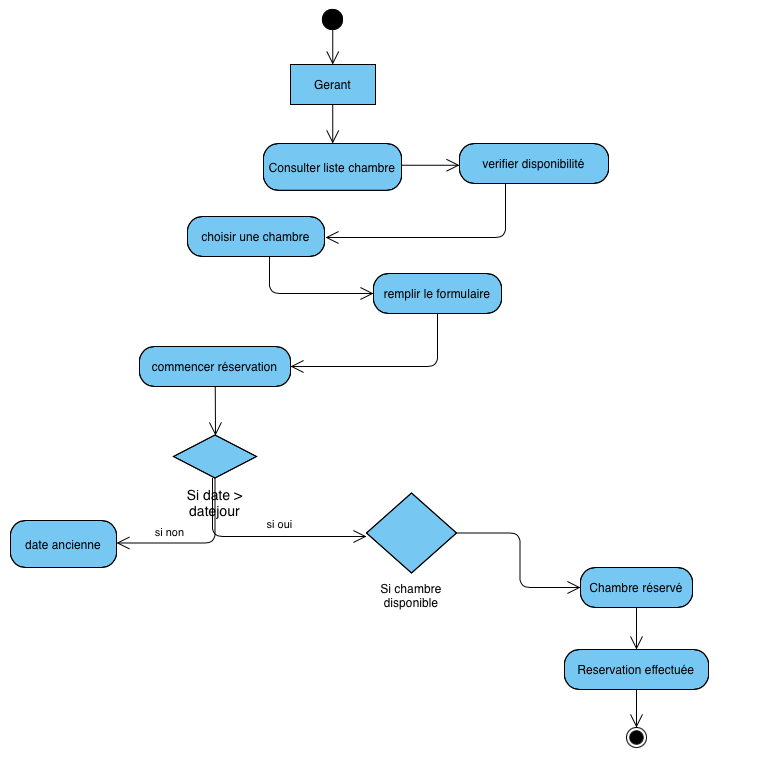 Gerant
Consulter liste chambre
verifier disponibilité
choisir une chambre
remplir le formulaire
commencer réservation
Si date >
datejour
si non
si oui
date ancienne
Si chambre
disponible
Chambre réservé
Reservation effectuée